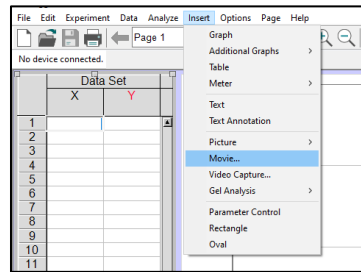 File Edit Experiment Data Analyze Insert Options Page Help
Page 1
No device connected.
Data Set
X Y
1
2
3
4
5
6
7
8
9
10
11
Graph
Additional Graphs
Table
Meter
Text
Text Annotation
Picture
Movie...
Video Capture...
Gel Analysis
Parameter Control
Rectangle
Oval